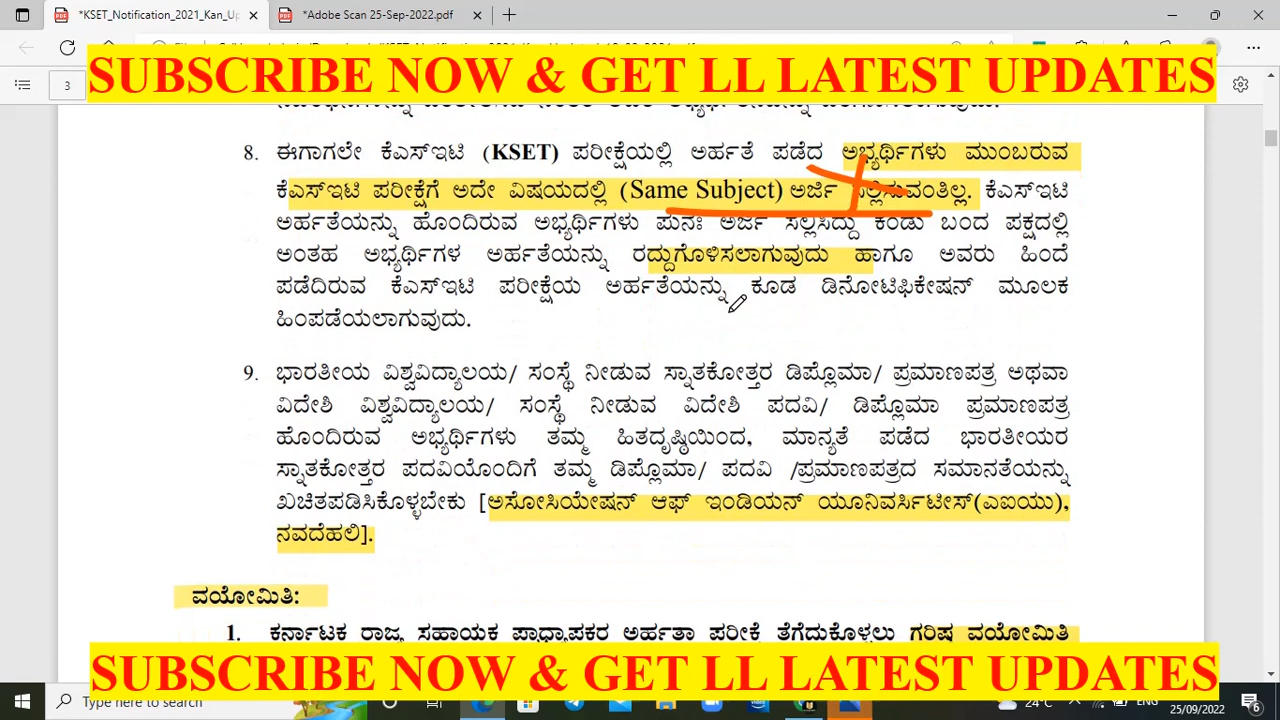 *KSET_Notification_2021_Kan_Up
*Adobe Scan 25-Sep-2022.pdf
SUBSCRIBE NOW & GET LL LATEST UPDATES
3
8. ಈಗಾಗಲೇ ಕೆಎಸ್ಇಟಿ (KSET) ಪರೀಕ್ಷೆಯಲ್ಲಿ ಅರ್ಹತೆ ಪಡೆದ ಅಭ್ಯರ್ಥಿಗಳು ಮುಂಬರುವ
ಕೆಎಸ್ಇಟಿ ಪರೀಕ್ಷೆಗೆ ಅದೇ ವಿಷಯದಲ್ಲಿ (Same Subject) ಅರ್ಜಿ ಸಲ್ಲಿಸುವಂತಿಲ್ಲ. ಕೆಎಸ್ಇಟಿ
ಅರ್ಹತೆಯನ್ನು ಹೊಂದಿರುವ ಅಭ್ಯರ್ಥಿಗಳು ಪುನಃ ಅರ್ಜಿ ಸಲ್ಲಸಿದ್ದು ಕಂಡು ಬಂದ ಪಕ್ಷದಲ್ಲಿ
ಅಂತಹ ಅಭ್ಯರ್ಥಿಗಳ ಅರ್ಹತೆಯನ್ನು ರದ್ದುಗೊಳಿಸಲಾಗುವುದು ಹಾಗೂ ಅವರು ಹಿಂದೆ
ಪಡೆದಿರುವ ಕೆಎಸ್ಇಟಿ ಪರೀಕ್ಷೆಯ ಅರ್ಹತೆಯನ್ನು ಕೂಡ ಡಿನೋಟಿಫಿಕೇಷನ್ ಮೂಲಕ
ಹಿಂಪಡೆಯಲಾಗುವುದು.
9. ಭಾರತೀಯ ವಿಶ್ವವಿದ್ಯಾಲಯ/ ಸಂಸ್ಥೆ ನೀಡುವ ಸ್ನಾತಕೋತ್ತರ ಡಿಪ್ಲೊಮಾ/ ಪ್ರಮಾಣಪತ್ರ ಅಥವಾ
ವಿದೇಶಿ ವಿಶ್ವವಿದ್ಯಾಲಯ/ ಸಂಸ್ಥೆ ನೀಡುವ ವಿದೇಶಿ ಪದವಿ/ ಡಿಪ್ಲೊಮಾ ಪ್ರಮಾಣಪತ್ರ
ಹೊಂದಿರುವ ಅಭ್ಯರ್ಥಿಗಳು ತಮ್ಮ ಹಿತದೃಷ್ಠಿಯಿಂದ, ಮಾನ್ಯತೆ ಪಡೆದ ಭಾರತೀಯರ
ಸ್ನಾತಕೋತ್ತರ ಪದವಿಯೊಂದಿಗೆ ತಮ್ಮ ಡಿಪ್ಲೊಮಾ/ ಪದವಿ /ಪ್ರಮಾಣಪತ್ರದ ಸಮಾನತೆಯನ್ನು
ಖಚಿತಪಡಿಸಿಕೊಳ್ಳಬೇಕು [ಅಸೋಸಿಯೇಷನ್ ಆಫ್ ಇಂಡಿಯನ್ ಯೂನಿವರ್ಸಿಟೀಸ್(ಎಐಯು),
ನವದೆಹಲಿ].
ವಯೋಮಿತಿ:
1. ಕರ್ನಾಟಕ ರಾಜ್ಯ ಸಹಾಯಕ ಪ್ರಾಧ್ಯಾಪಕರ ಅರ್ಹತಾ ಪರೀಕ್ಷೆ ತೆಗೆದುಕೊಳ್ಳಲು ಗರಿಷ್ಠ ವಯೋಮಿತಿ
SUBSCRIBE NOW & GET LL LATEST UPDATES
Type here to search
24°C
25/09/2022
6